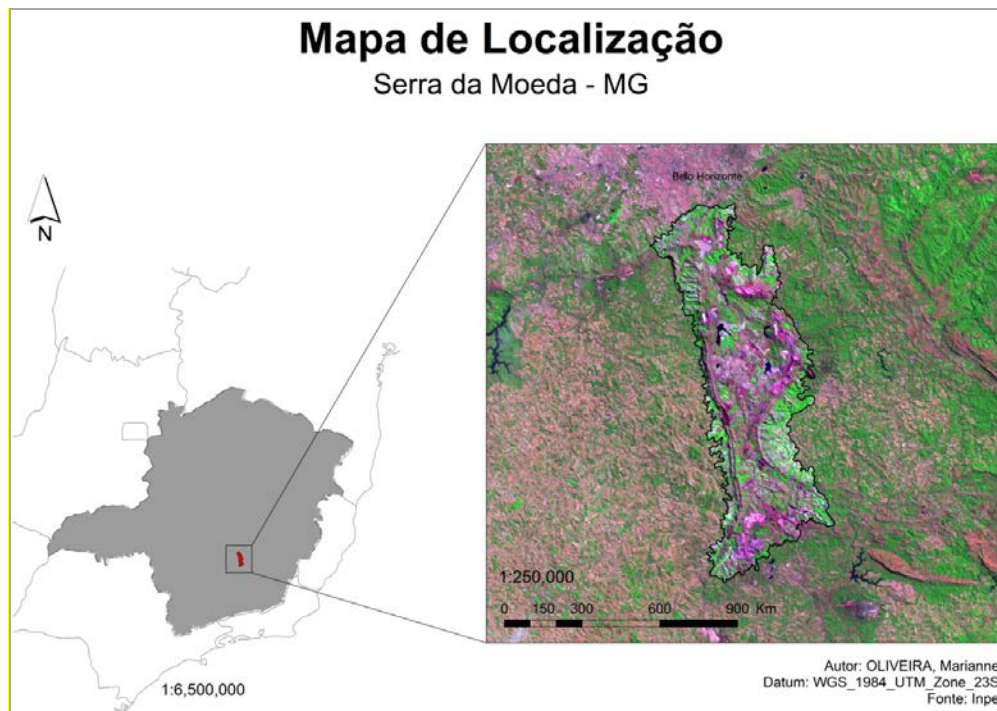 Mapa de Localização
Serra da Moeda - MG
N
Belo Horizonte
1:250,000
0 150 300 600 900 Km
1:6,500,000
Autor: OLIVEIRA, Marianne
Datum: WGS_1984_UTM_Zone_23S
Fonte: Inpe